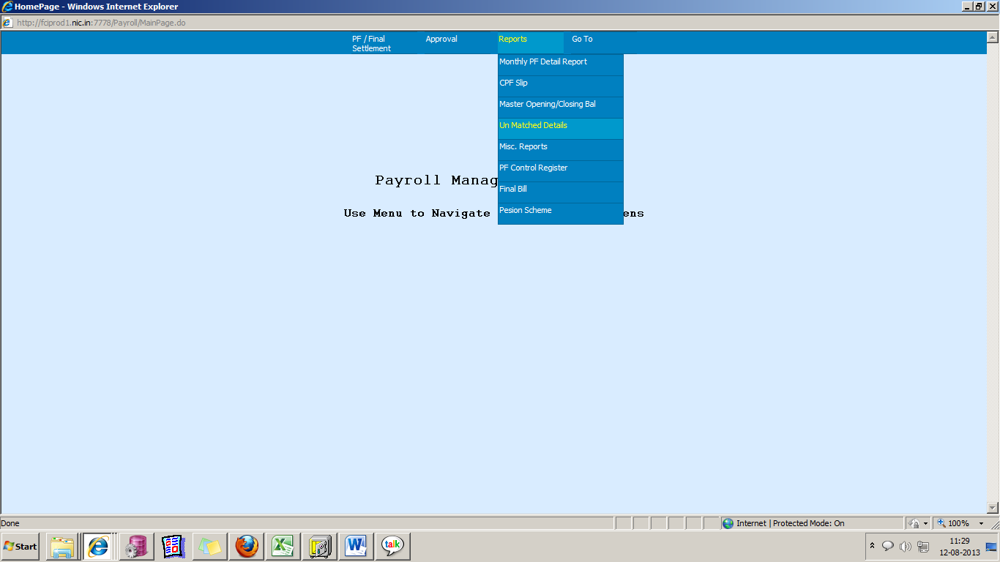 HomePage - Windows Internet Explorer
http://fciprod1.nic.in:7778/Payroll/MainPage.do
PF / Final
Settlement
Approval
Reports
Go To
Monthly PF Detail Report
CPF Slip
Master Opening/Closing Bal
Un Matched Details
Misc. Reports
PF Control Register
Final Bill
Pesion Scheme
Payroll Manag
Use Menu to Navigate ens
Done
Internet | Protected Mode: On
100%
Start
talk
11:29
12-08-2013